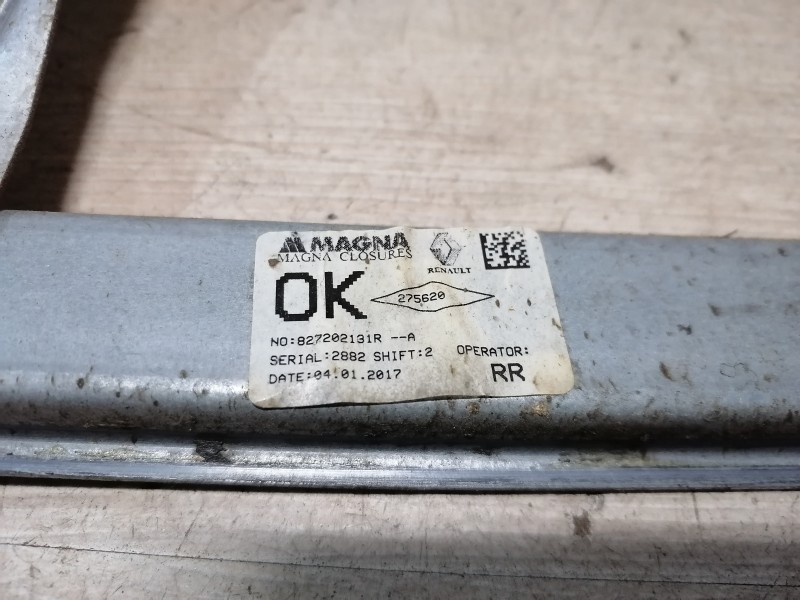 MAGNA
MAGNA CLOSURES
RENAULT
OK
275620
NO:827202131R --A
SERIAL:2882 SHIFT:2 OPERATOR:
DATE:04.01.2017 RR